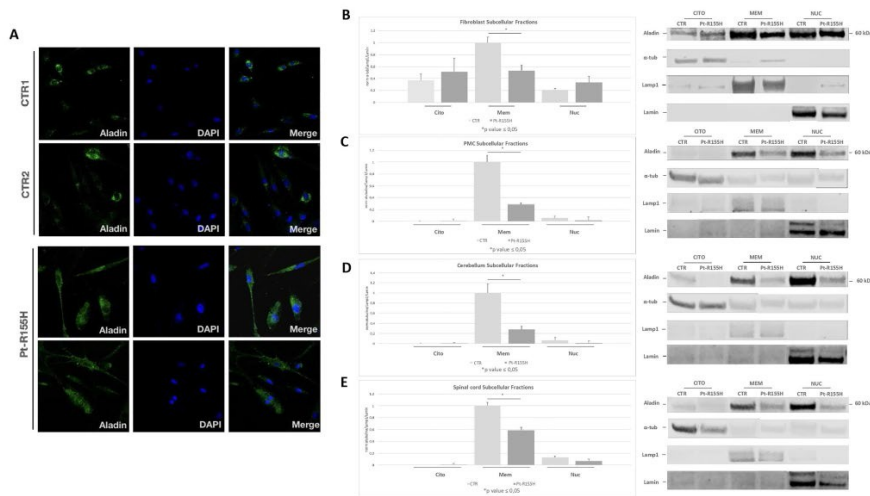 A
CTR1
Aladin
DAPI
Merge
CTR2
Aladin
DAPI
Merge
Pt-R155H
Aladin
DAPI
Merge
Aladin
DAPI
Merge
B
Fibroblast Subcellular Fractions
*
Cito
Mem
Nuc
CTR
Pt-R155H
*p value ≤ 0,05
CITO
MEM
NUC
CTR Pt-R155H CTR Pt-R155H CTR Pt-R155H
Aladin
60 kDa
α-tub
Lamp1
Lamin
C
PMC Subcellular Fractions
Cito
Mem
Nuc
CTR
Pt-R155H
*p value ≤ 0,05
CITO
MEM
NUC
CTR Pt-R155H CTR Pt-R155H CTR Pt-R155H
Aladin
60 kDa
α-tub
Lamp1
Lamin
D
Cerebellum Subcellular Fractions
*
Cito
Mem
Nuc
CTR
Pt-R155H
*p value ≤ 0,05
CITO
MEM
NUC
CTR Pt-R155H CTR Pt-R155H CTR Pt-R155H
Aladin
60 kDa
α-tub
Lamp1
Lamin
E
Spinal cord Subcellular Fractions
*
Cito
Mem
Nuc
CTR
Pt-R155H
*p value ≤ 0,05
CITO
MEM
NUC
CTR Pt-R155H CTR Pt-R155H CTR Pt-R155H
Aladin
60 kDa
α-tub
Lamp1
Lamin